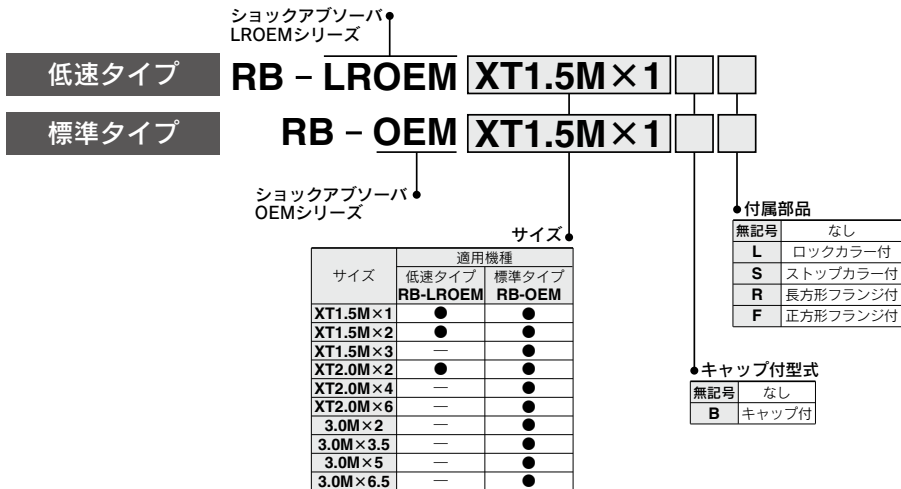 ショックアブソーバ
LROEMシリーズ
低速タイプ RB－LROEM XT1.5M×1
標準タイプ RB－OEM XT1.5M×1
ショックアブソーバ
OEMシリーズ
サイズ
サイズ 適用機種
低速タイプ 標準タイプ
RB-LROEM RB-OEM
XT1.5M×1 ● ●
XT1.5M×2 ● ●
XT1.5M×3 — ●
XT2.0M×2 ● ●
XT2.0M×4 — ●
XT2.0M×6 — ●
3.0M×2 — ●
3.0M×3.5 — ●
3.0M×5 — ●
3.0M×6.5 — ●
付属部品
無記号 なし
L ロックカラー付
S ストップカラー付
R 長方形フランジ付
F 正方形フランジ付
キャップ付型式
無記号 なし
B キャップ付